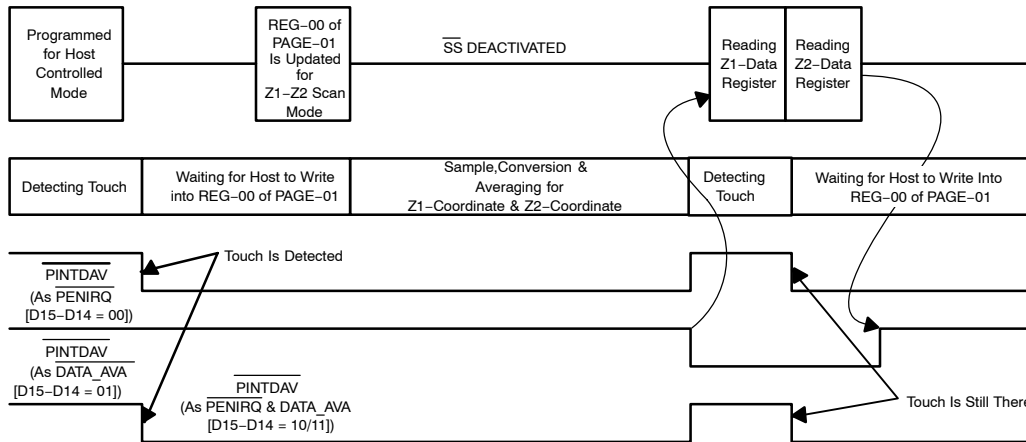 Programmed
for Host
Controlled
Mode
REG−00 of
PAGE−01
Is Updated
for
Z1−Z2 Scan
Mode
SS DEACTIVATED
Reading
Z1−Data
Register
Reading
Z2−Data
Register
Detecting Touch
Waiting for Host to Write
into REG−00 of PAGE−01
Sample,Conversion &
Averaging for
Z1−Coordinate & Z2−Coordinate
Detecting
Touch
Waiting for Host to Write Into
REG−00 of PAGE−01
Touch Is Detected
PINTDAV
(As PENIRQ
[D15−D14 = 00])
PINTDAV
(As DATA_AVA
[D15−D14 = 01])
PINTDAV
(As PENIRQ & DATA_AVA
[D15−D14 = 10/11])
Touch Is Still There